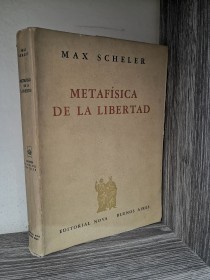 MAX SCHELER
METAFÍSICA
DE LA LIBERTAD
EDITORIAL NOVA BUENOS AIRES